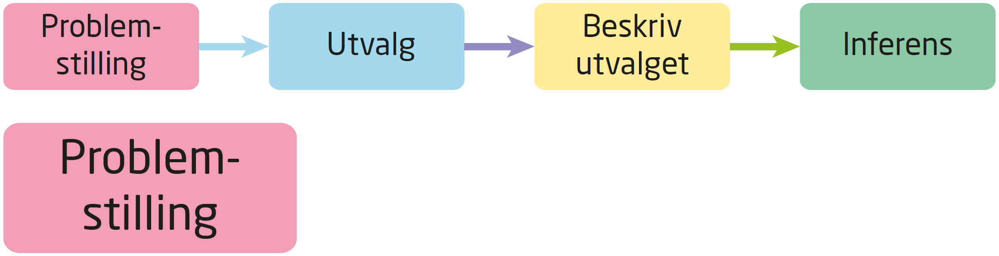 Problem-
stilling
Utvalg
Beskriv
utvalget
Inferens
Problem-
stilling